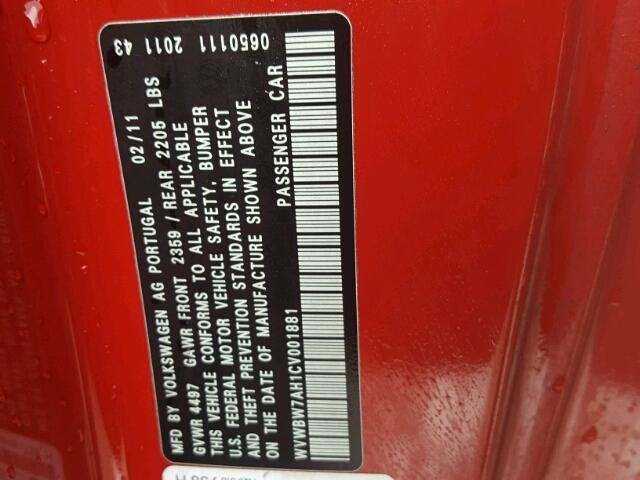 MFD BY VOLKSWAGEN AG PORTUGAL 02/11 2011 43 0650111
GVWR 4497 GAWR FRONT 2359 / REAR 2205 LBS
THIS VEHICLE CONFORMS TO ALL APPLICABLE
U.S. FEDERAL MOTOR VEHICLE SAFETY, BUMPER
AND THEFT PREVENTION STANDARDS IN EFFECT
ON THE DATE OF MANUFACTURE SHOWN ABOVE
WVWBW7AH1CV001881 PASSENGER CAR